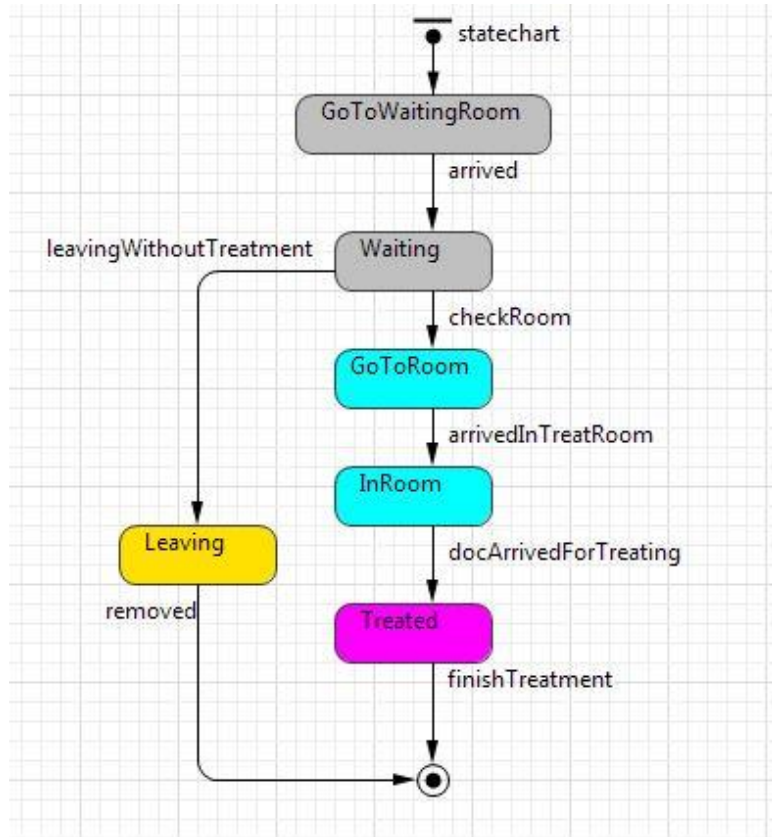 statechart
GoToWaitingRoom
arrived
leavingWithoutTreatment
Waiting
checkRoom
GoToRoom
arrivedInTreatRoom
InRoom
Leaving
docArrivedForTreating
removed
Treated
finishTreatment